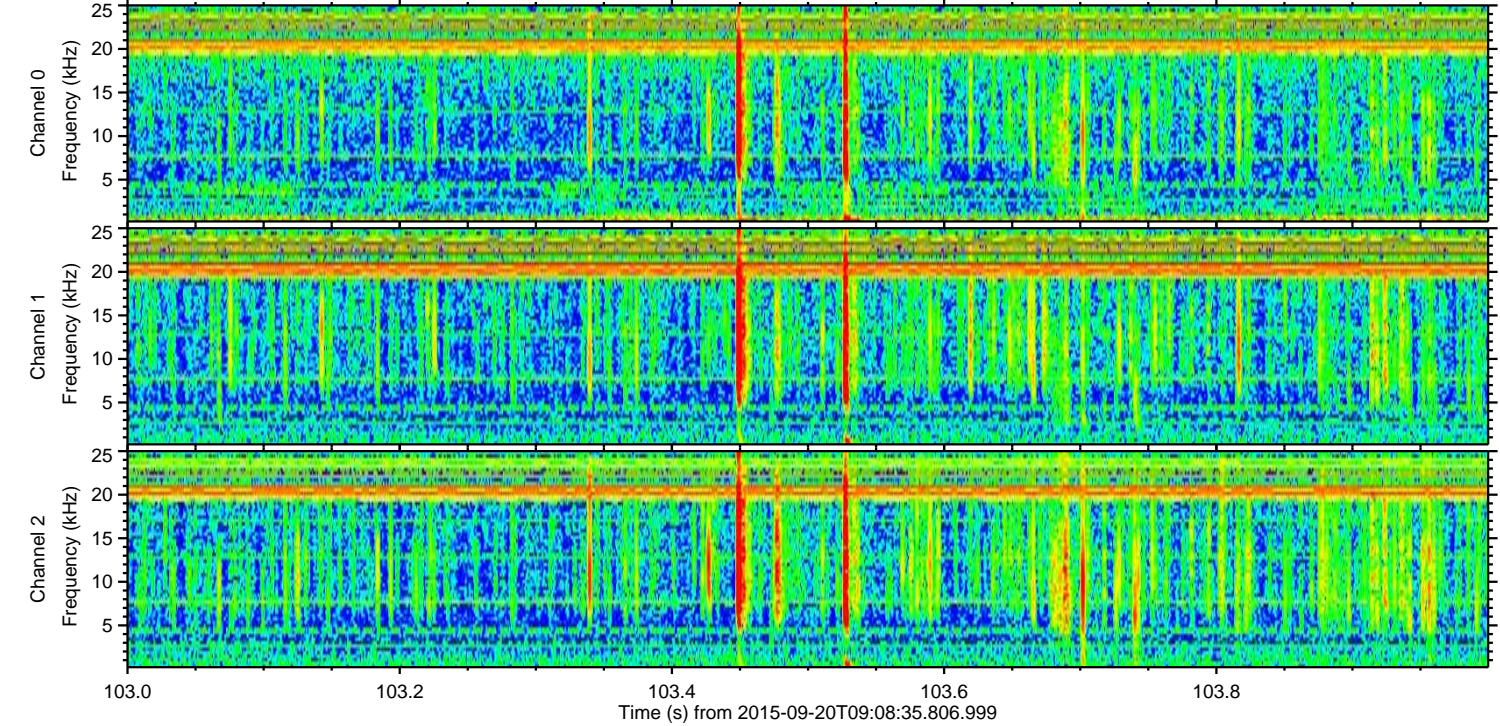 Channel 0
Frequency (kHz)
25
20
15
10
5
Channel 1
Frequency (kHz)
25
20
15
10
5
Channel 2
Frequency (kHz)
25
20
15
10
5
103.0 103.2 103.4 103.6 103.8
Time (s) from 2015-09-20T09:08:35.806.999